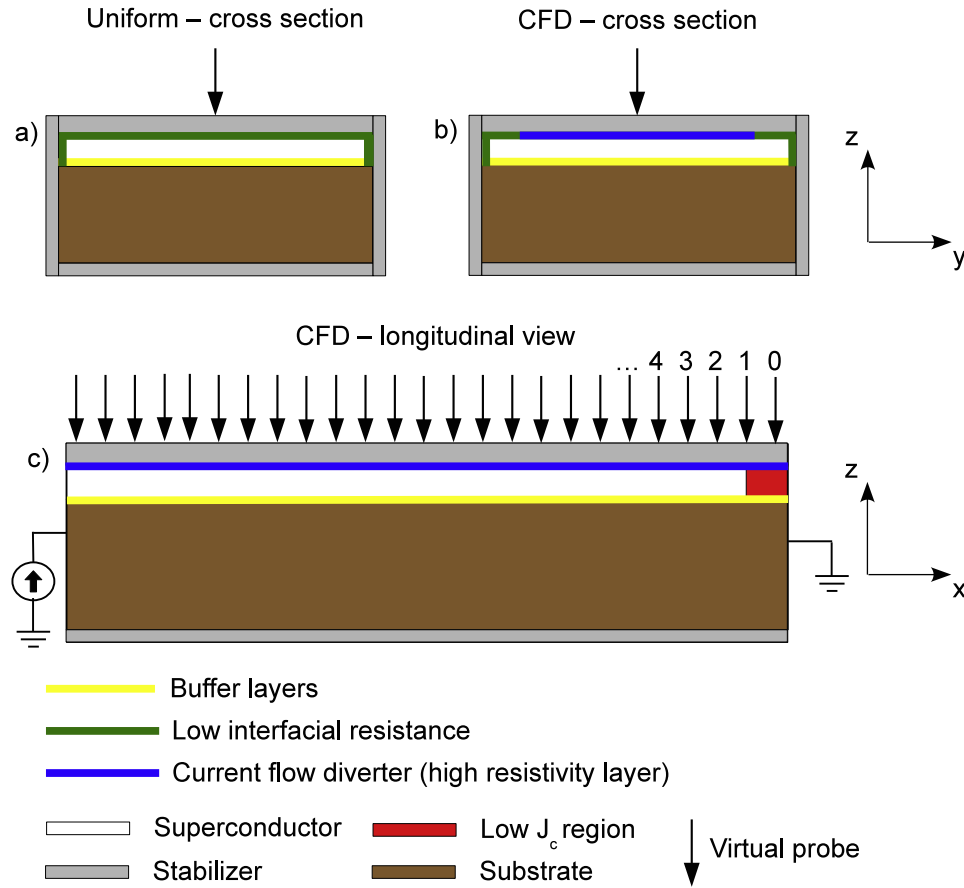 Uniform – cross section
CFD – cross section
a)
b)
z
y
CFD – longitudinal view
... 4 3 2 1 0
c)
z
x
Buffer layers
Low interfacial resistance
Current flow diverter (high resistivity layer)
Superconductor
Low Jc region
Virtual probe
Stabilizer
Substrate